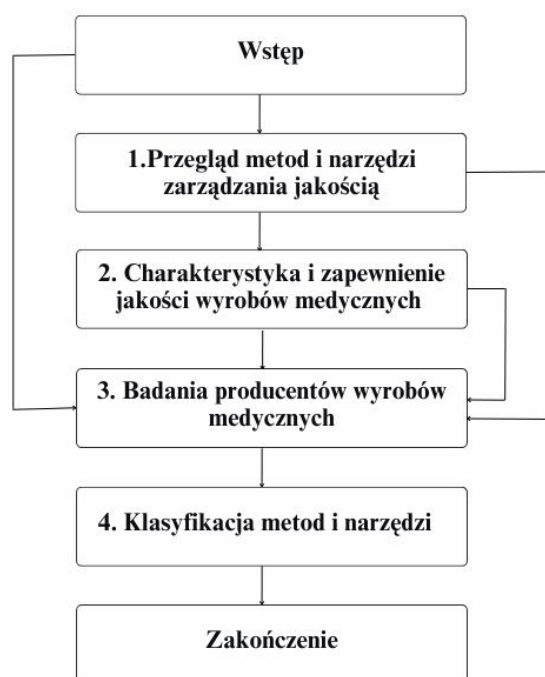 Wstęp
1.Przegląd metod i narzędzi
zarządzania jakością
2. Charakterystyka i zapewnienie
jakości wyrobów medycznych
3. Badania producentów wyrobów
medycznych
4. Klasyfikacja metod i narzędzi
Zakończenie